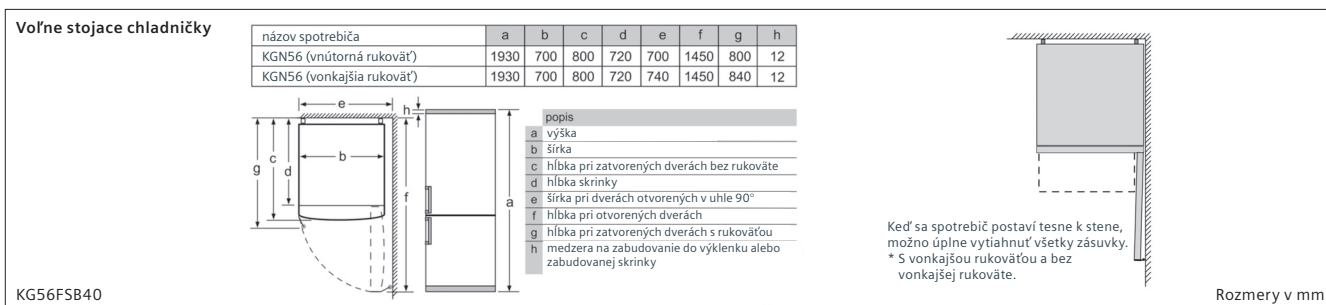 Voľne stojace chladničky
názov spotrebiča a b c d e f g h
KGN56 (vnútorná rukoväť) 1930 700 800 720 700 1450 800 12
KGN56 (vonkajšia rukoväť) 1930 700 800 720 740 1450 840 12
e
h
g
c
d
b
f
a
popis
a výška
b šírka
c hĺbka pri zatvorených dverách bez rukoväte
d hĺbka skrinky
e šírka pri dverách otvorených v uhle 90°
f hĺbka pri otvorených dverách
g hĺbka pri zatvorených dverách s rukoväťou
h medzera na zabudovanie do výklenku alebo
zabudovanej skrinky
Keď sa spotrebič postaví tesne k stene,
možno úplne vytiahnuť všetky zásuvky.
* S vonkajšou rukoväťou a bez
vonkajšej rukoväte.
KG56FSB40
Rozmery v mm